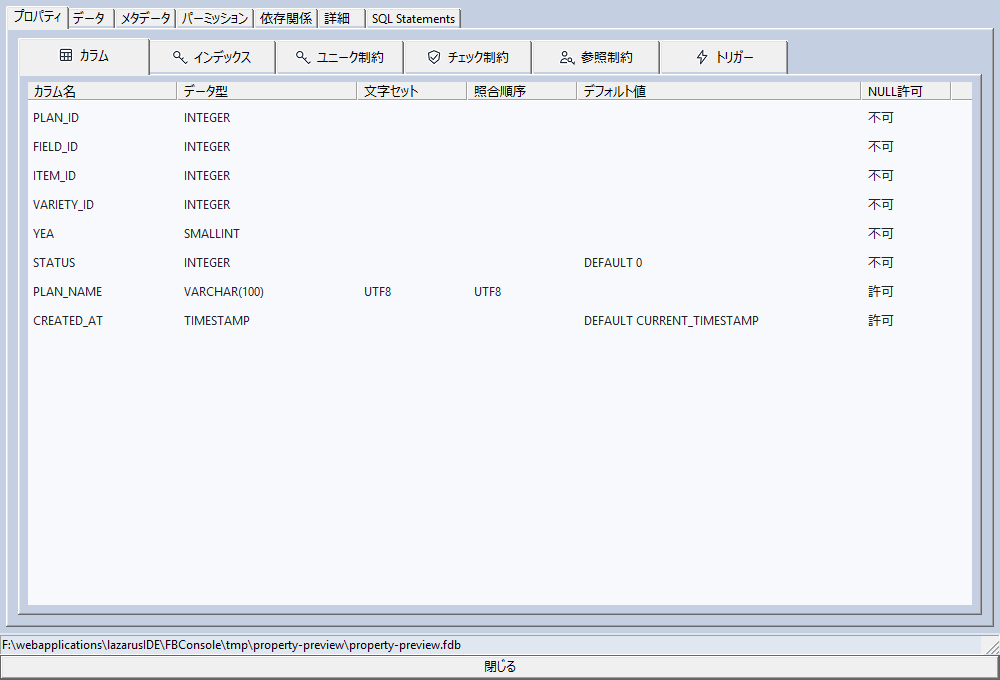 プロパティ データ メタデータ パーミッション 依存関係 詳細 SQL Statements
カラム インデックス ユニーク制約 チェック制約 参照制約 トリガー
カラム名 データ型 文字セット 照合順序 デフォルト値 NULL許可
PLAN_ID INTEGER 不可
FIELD_ID INTEGER 不可
ITEM_ID INTEGER 不可
VARIETY_ID INTEGER 不可
YEA SMALLINT 不可
STATUS INTEGER DEFAULT 0 不可
PLAN_NAME VARCHAR(100) UTF8 UTF8 許可
CREATED_AT TIMESTAMP DEFAULT CURRENT_TIMESTAMP 許可
F:\webapplications\lazarusIDE\FBConsole\tmp\property-preview\property-preview.fdb
閉じる